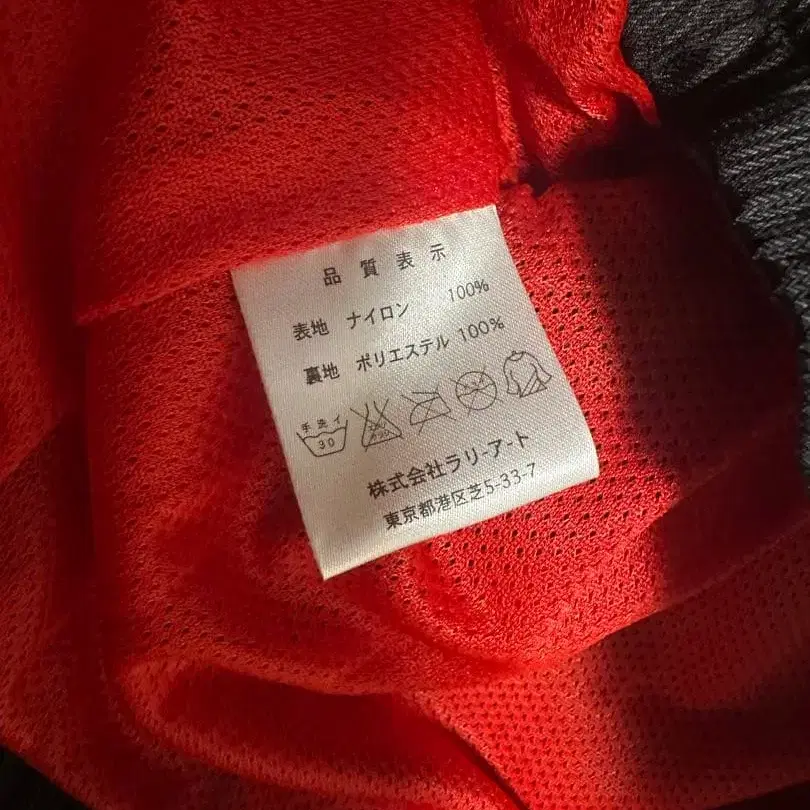 品質表示
表地 ナイロン 100%
裏地 ポリエステル 100%
手洗イ
30
株式会社ラリーアート
東京都港区芝5-33-7